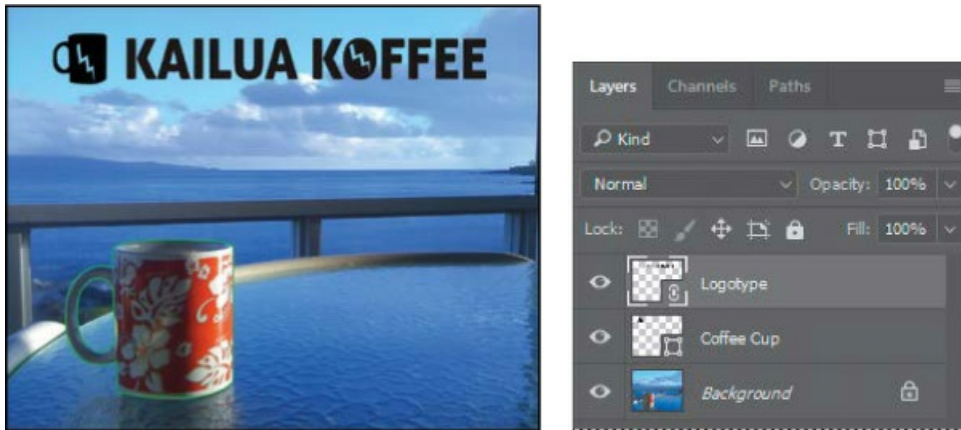 KAILUA KOFFEE
Layers Channels Paths
Kind
Normal Opacity: 100%
Lock: Fill: 100%
Logotype
Coffee Cup
Background